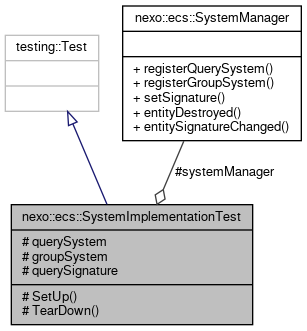 nexo::ecs::SystemManager
+ registerQuerySystem()
+ registerGroupSystem()
+ setSignature()
+ entityDestroyed()
+ entitySignatureChanged()
testing::Test
#systemManager
nexo::ecs::SystemImplementationTest
# querySystem
# groupSystem
# querySignature
# SetUp()
# TearDown()